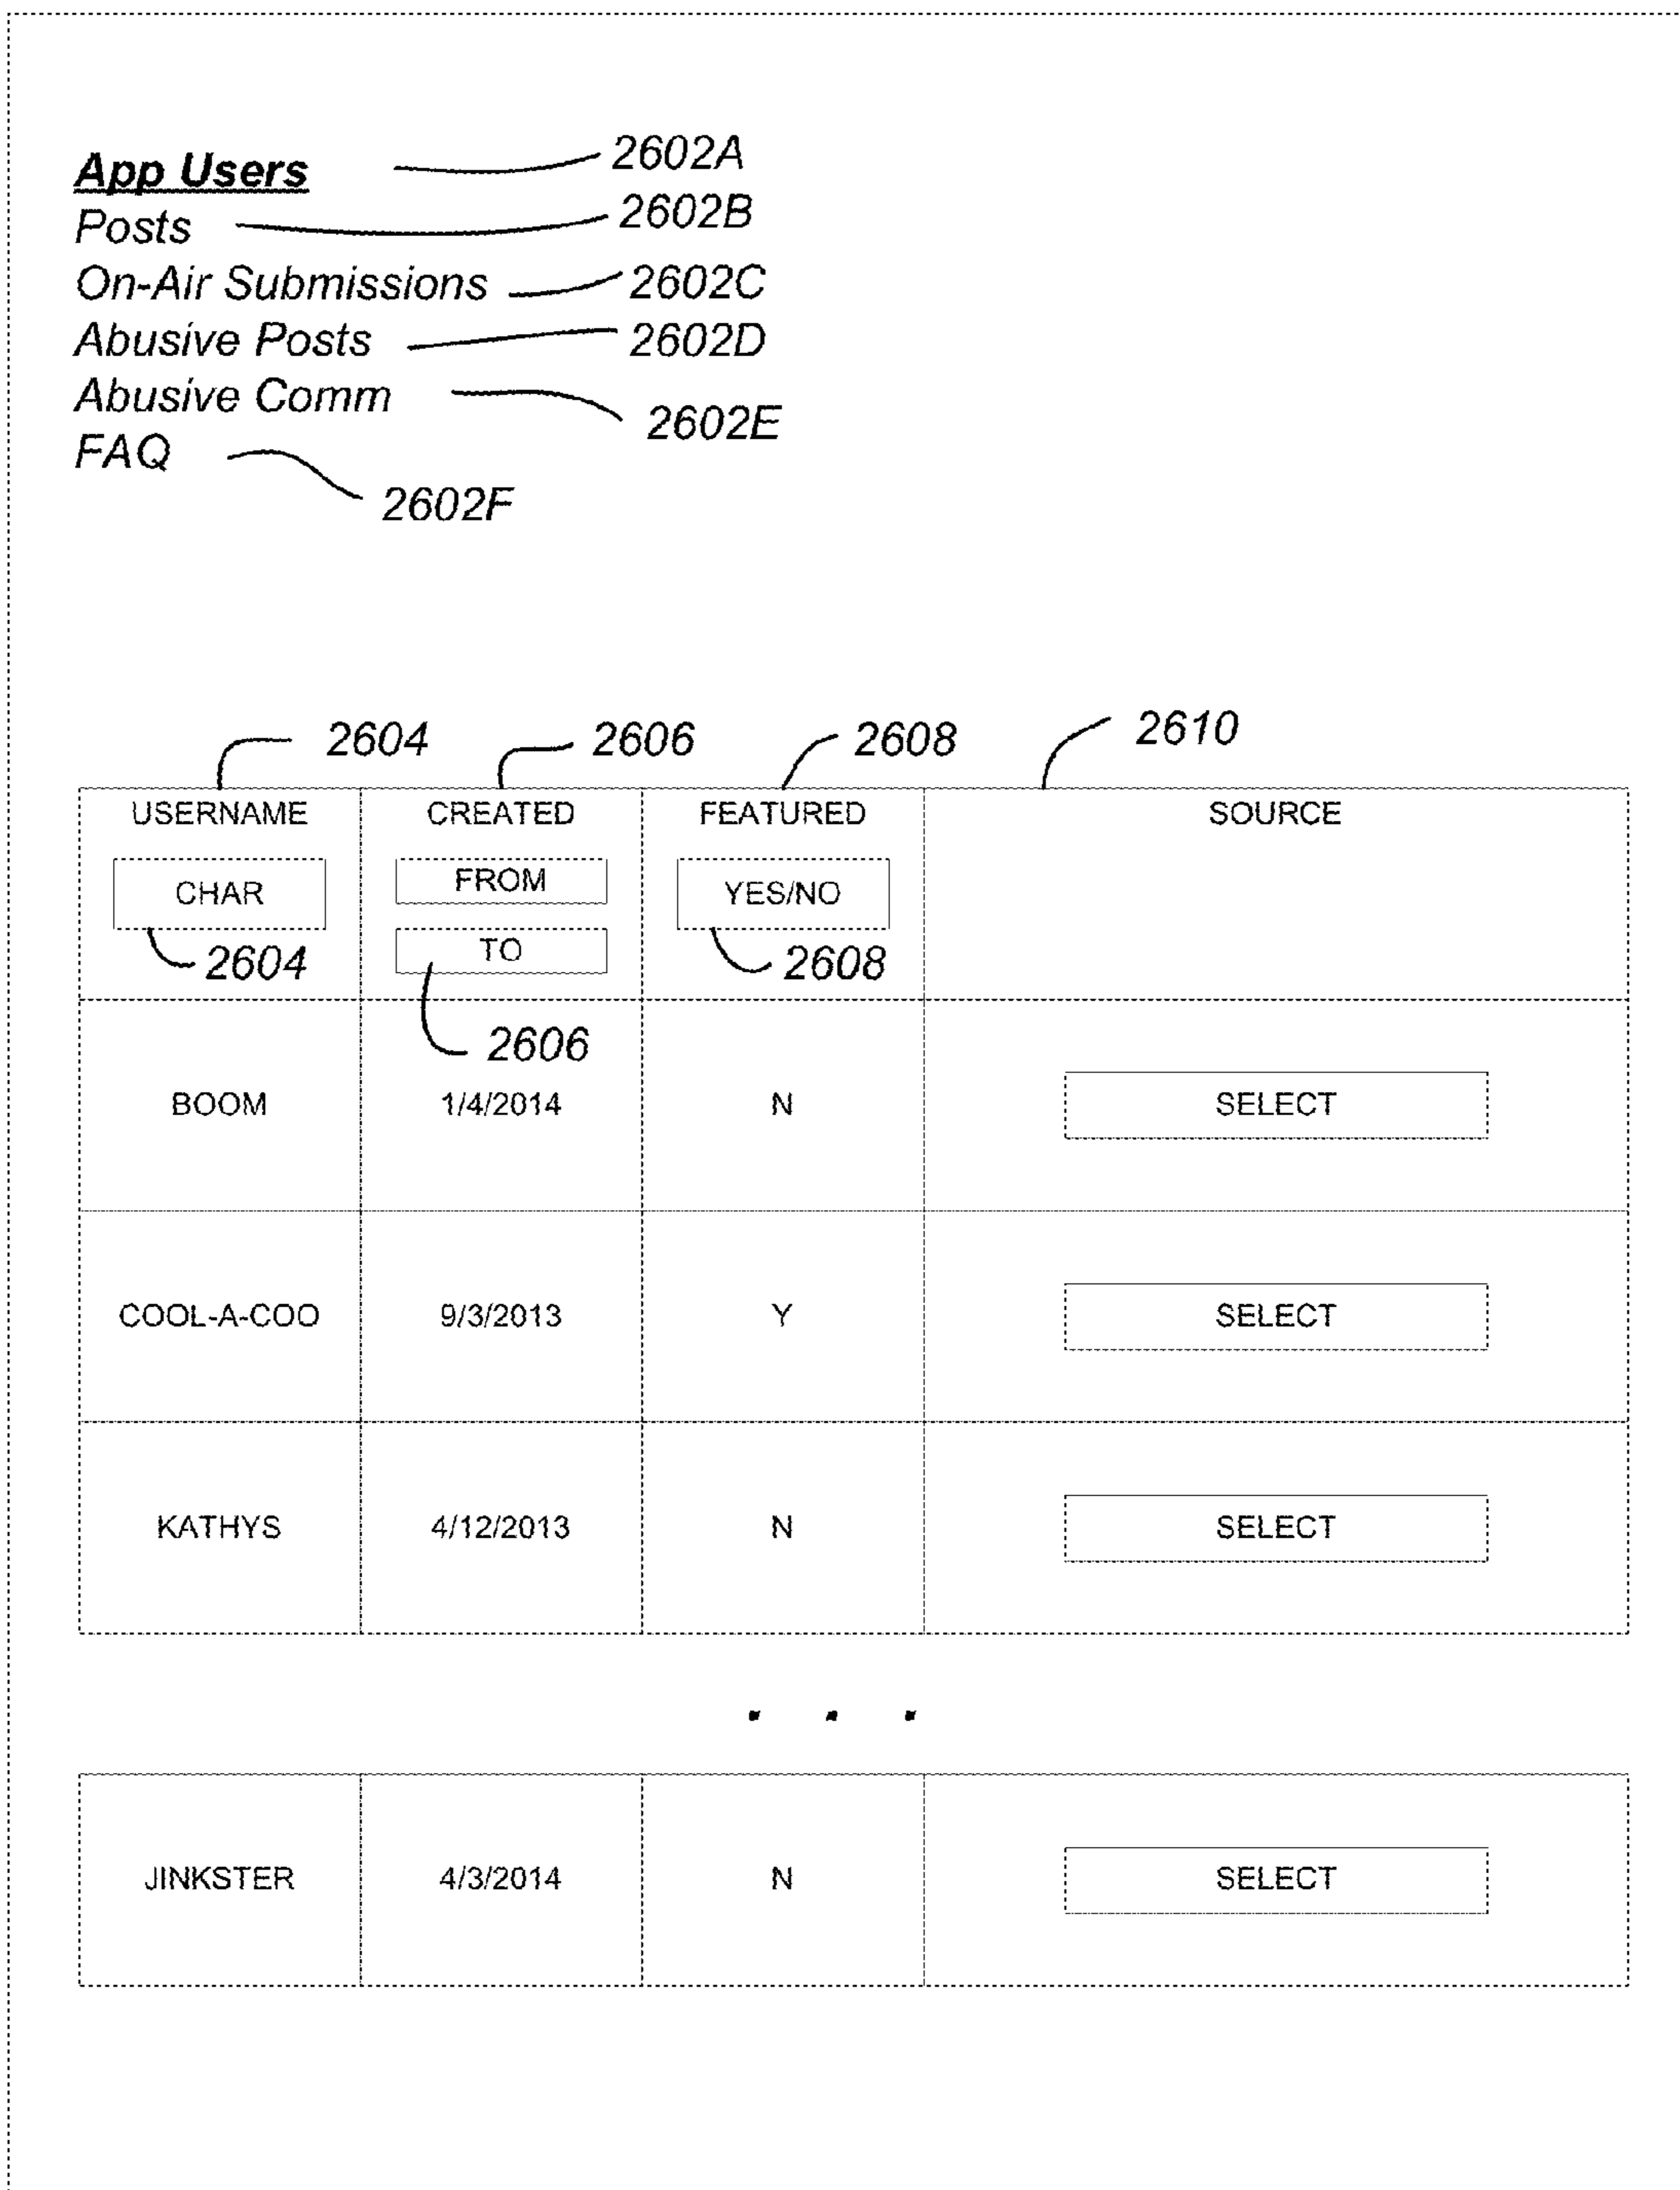 App Users 2602A
Posts 2602B
On-Air Submissions 2602C
Abusive Posts 2602D
Abusive Comm 2602E
FAQ 2602F
2604 2606 2608 2610
USERNAME CREATED FEATURED SOURCE
CHAR FROM YES/NO
TO
2604 2608
2606
BOOM 1/4/2014 N SELECT
COOL-A-COO 9/3/2013 Y SELECT
KATHYS 4/12/2013 N SELECT
. . .
JINKSTER 4/3/2014 N SELECT